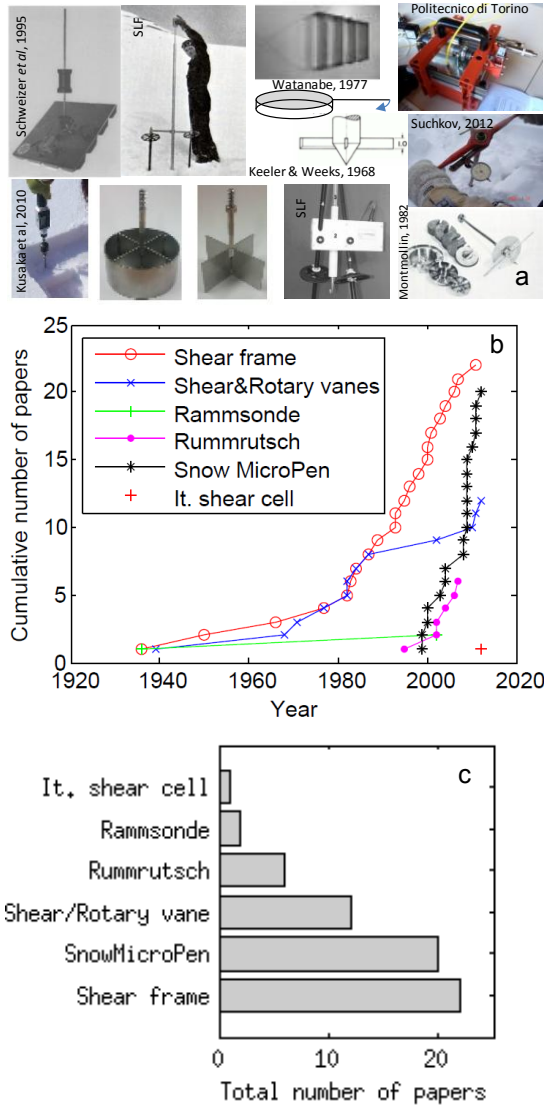 Politecnico di Torino
Schweizer et al, 1995
SLF
Watanabe, 1977
Suchkov, 2012
Keeler & Weeks, 1968
Kusaka et al, 2010
SLF
Montmollin, 1982
a
b
25
20
15
10
5
0
Cumulative number of papers
Shear frame
Shear&Rotary vanes
Rammsonde
Rummrutsch
Snow MicroPen
It. shear cell
1920
1940
1960
1980
2000
2020
Year
c
It. shear cell
Rammsonde
Rummrutsch
Shear/Rotary vane
SnowMicroPen
Shear frame
0
10
20
Total number of papers